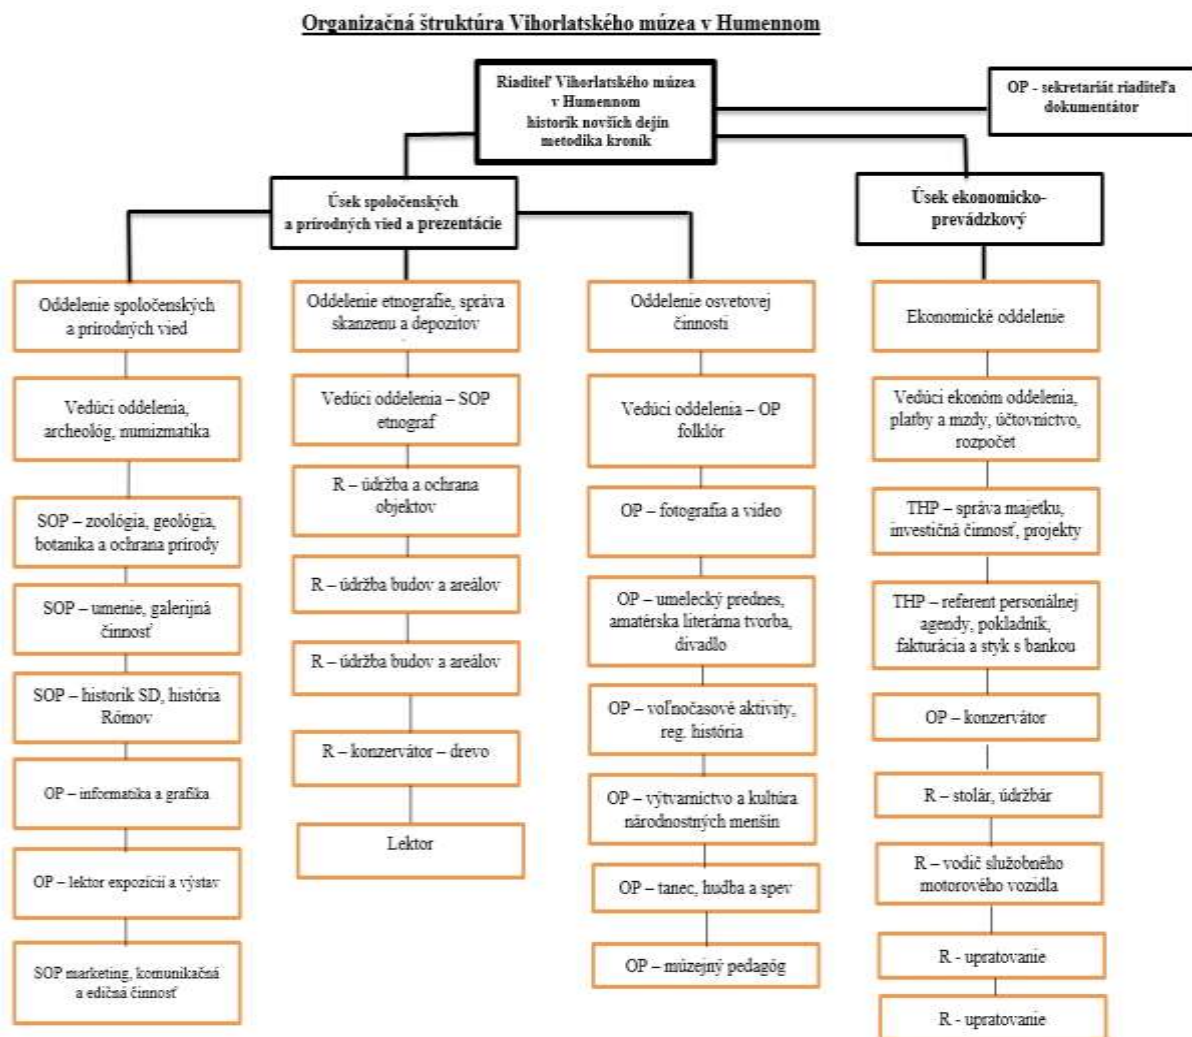 Organizačná štruktúra Vihorlatského múzea v Humennom
Riaditeľ Vihorlatského múzea
v Humennom
historik novších dejín
metodika kroník
OP - sekretariát riaditeľa
dokumentátor
Úsek spoločenských
a prírodných vied a prezentácie
Úsek ekonomicko-
prevádzkový
Oddelenie spoločenských
a prírodných vied
Vedúci oddelenia,
archeológ, numizmatika
SOP – zoológia, geológia,
botanika a ochrana prírody
SOP – umenie, galerijná
činnosť
SOP – historik SD, história
Rómov
OP – informatika a grafika
OP – lektor expozícií a výstav
SOP marketing, komunikačná
a edičná činnosť
Oddelenie etnografie, správa
skanzenu a depozitov
Vedúci oddelenia – SOP
etnograf
R – údržba a ochrana
objektov
R – údržba budov a areálov
R – údržba budov a areálov
R – konzervátor – drevo
Lektor
Oddelenie osvetovej
činnosti
Vedúci oddelenia – OP
folklór
OP – fotografia a video
OP – umelecký prednes,
amatérska literárna tvorba,
divadlo
OP – voľnočasové aktivity,
reg. história
OP – výtvarníctvo a kultúra
národnostných menšín
OP – tanec, hudba a spev
OP – múzejný pedagóg
Ekonomické oddelenie
Vedúci ekonóm oddelenia,
platby a mzdy, účtovníctvo,
rozpočet
THP – správa majetku,
investičná činnosť, projekty
THP – referent personálnej
agendy, pokladník,
fakturácia a styk s bankou
OP – konzervátor
R – stolár, údržbár
R – vodič služobného
motorového vozidla
R - upratovanie
R - upratovanie